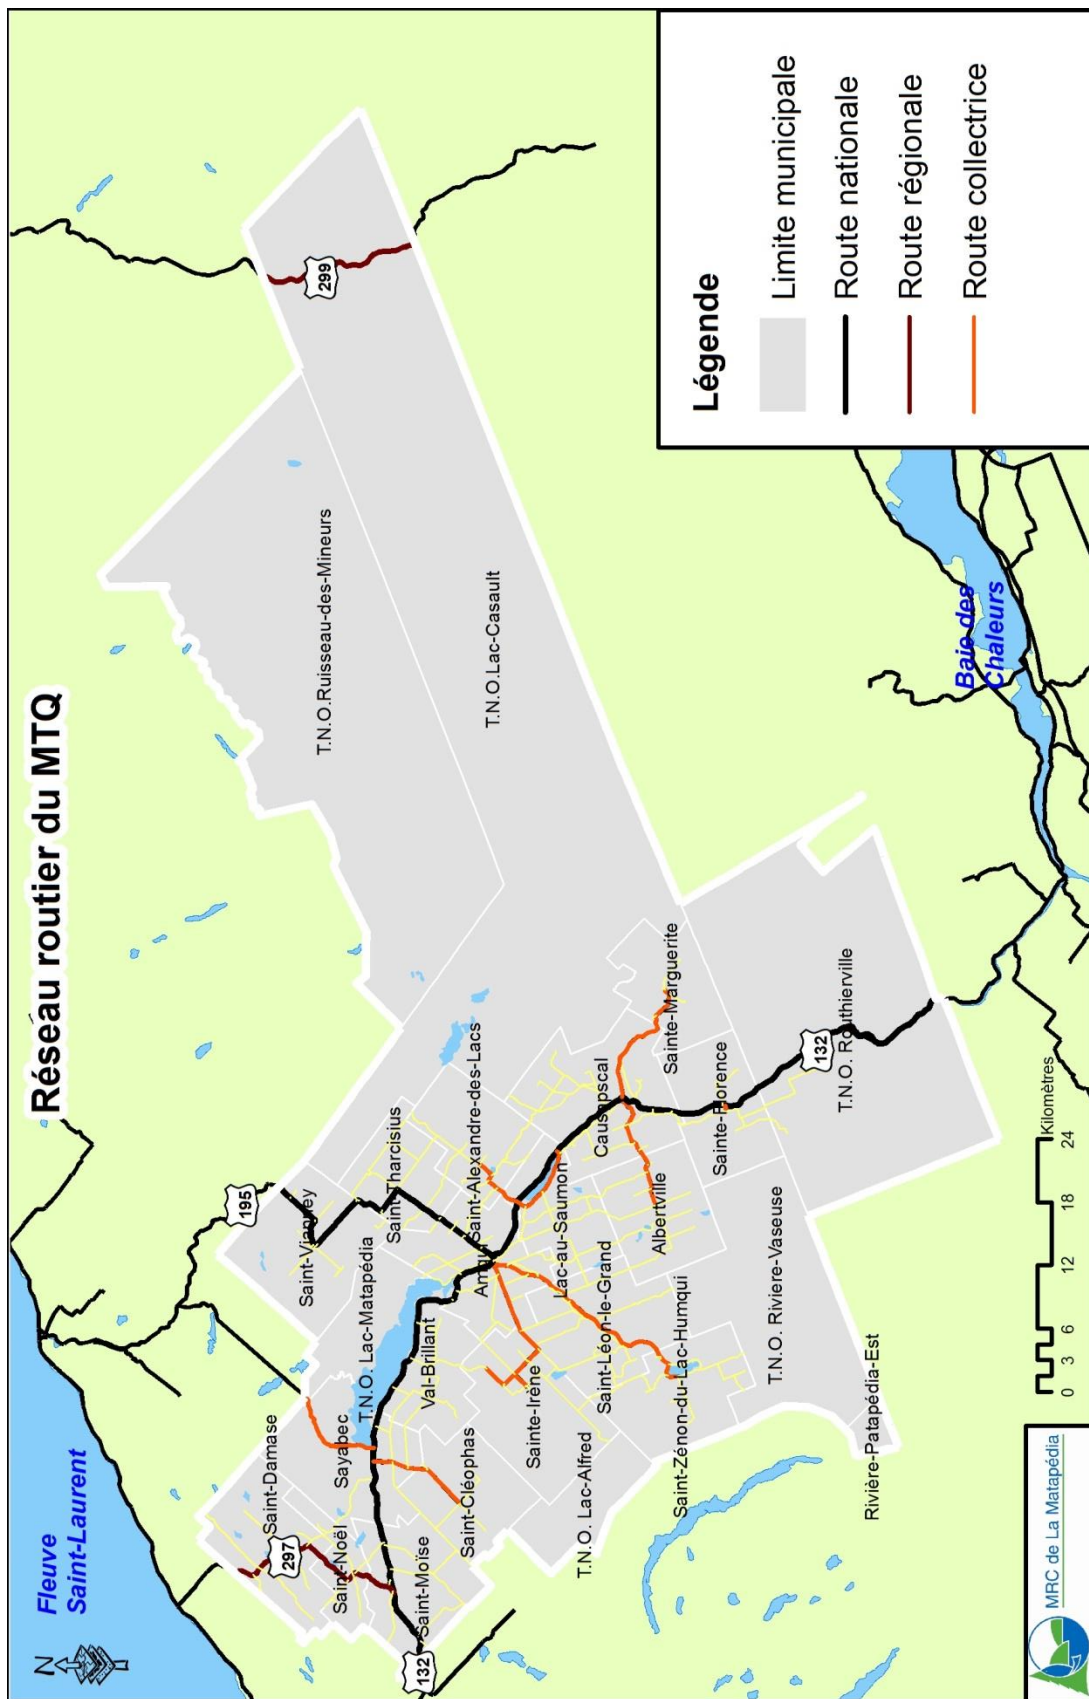 Réseau routier du MTQ
N
Fleuve
Saint-Laurent
195
299
297
132
132
Saint-Damase
Saint-Vianney
Saint-Noël
Sayabec
T.N.O. Lac-Matapédia
Saint-Tharcisius
T.N.O.Ruisseau-des-Mineurs
Saint-Moïse
Val-Brillant
Amqui
Saint-Alexandre-des-Lacs
T.N.O.Lac-Casault
Saint-Cléophas
Sainte-Irène
Lac-au-Saumon
Causapscal
T.N.O. Lac-Alfred
Saint-Léon-le-Grand
Albertville
Sainte-Marguerite
Saint-Zénon-du-Lac-Humqui
Sainte-Florence
T.N.O. Riviere-Vaseuse
T.N.O. Routhierville
Rivière-Patapédia-Est
Baie des
Chaleurs
Légende
Limite municipale
Route nationale
Route régionale
Route collectrice
Kilomètres
0 3 6 12 18 24
MRC de La Matapédia